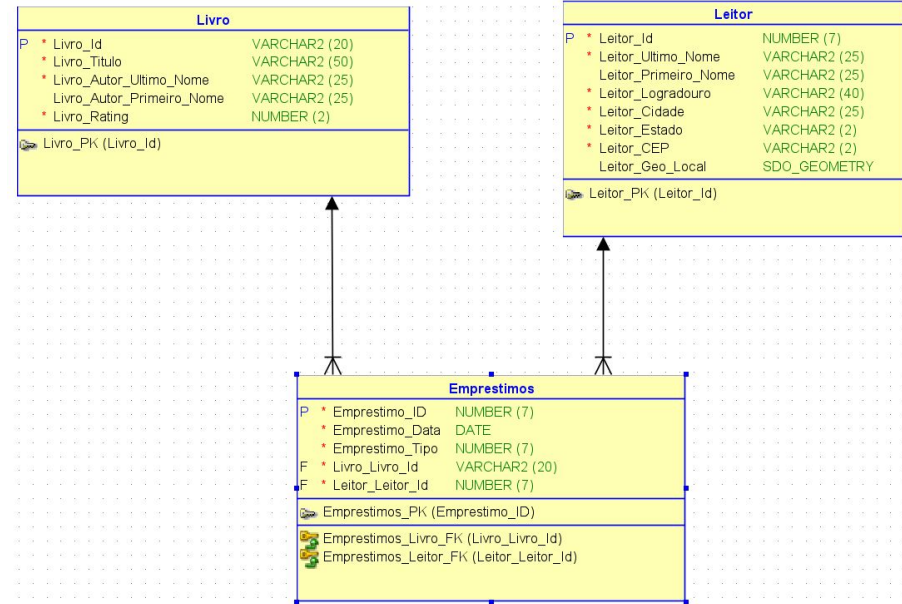 Livro
P * Livro_Id VARCHAR2 (20)
* Livro_Titulo VARCHAR2 (50)
* Livro_Autor_Ultimo_Nome VARCHAR2 (25)
Livro_Autor_Primeiro_Nome VARCHAR2 (25)
* Livro_Rating NUMBER (2)
Livro_PK (Livro_Id)
Leitor
P * Leitor_Id NUMBER (7)
* Leitor_Ultimo_Nome VARCHAR2 (25)
Leitor_Primeiro_Nome VARCHAR2 (25)
* Leitor_Logradouro VARCHAR2 (40)
* Leitor_Cidade VARCHAR2 (25)
* Leitor_Estado VARCHAR2 (2)
* Leitor_CEP VARCHAR2 (2)
Leitor_Geo_Local SDO_GEOMETRY
Leitor_PK (Leitor_Id)
Emprestimos
P * Emprestimo_ID NUMBER (7)
* Emprestimo_Data DATE
* Emprestimo_Tipo NUMBER (7)
F * Livro_Livro_Id VARCHAR2 (20)
F * Leitor_Leitor_Id NUMBER (7)
Emprestimos_PK (Emprestimo_ID)
Emprestimos_Livro_FK (Livro_Livro_Id)
Emprestimos_Leitor_FK (Leitor_Leitor_Id)